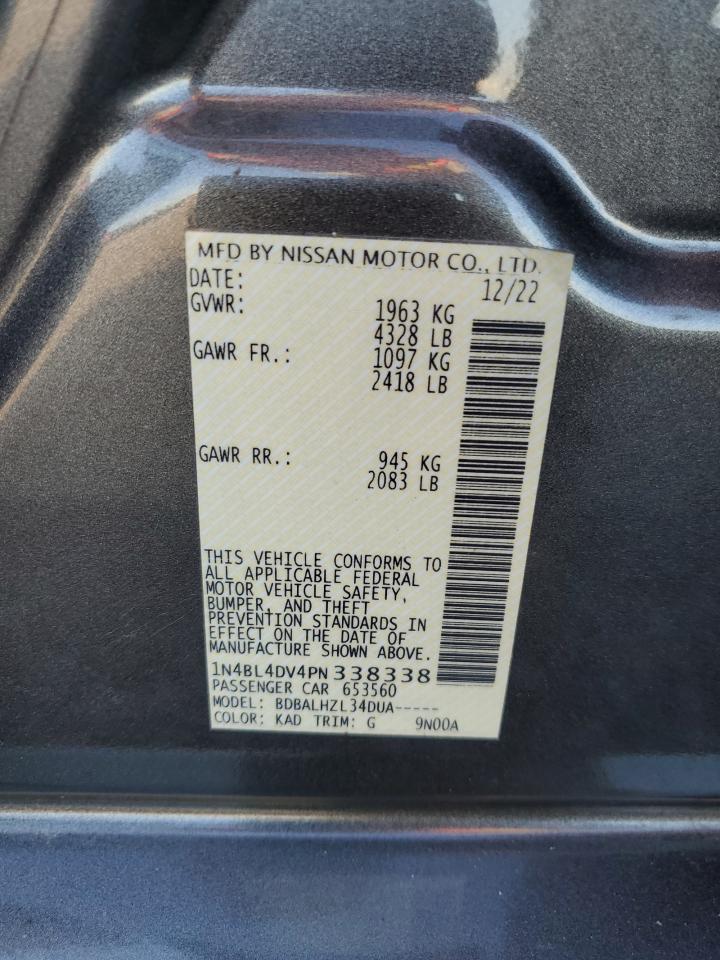 MFD BY NISSAN MOTOR CO., LTD.
DATE: 12/22
GVWR: 1963 KG
4328 LB
GAWR FR.: 1097 KG
2418 LB
GAWR RR.: 945 KG
2083 LB
THIS VEHICLE CONFORMS TO
ALL APPLICABLE FEDERAL
MOTOR VEHICLE SAFETY,
BUMPER, AND THEFT
PREVENTION STANDARDS IN
EFFECT ON THE DATE OF
MANUFACTURE SHOWN ABOVE.
1N4BL4DV4PN338338
PASSENGER CAR 653560
MODEL: BDBALHZL34DUA-----
COLOR: KAD TRIM: G 9N00A